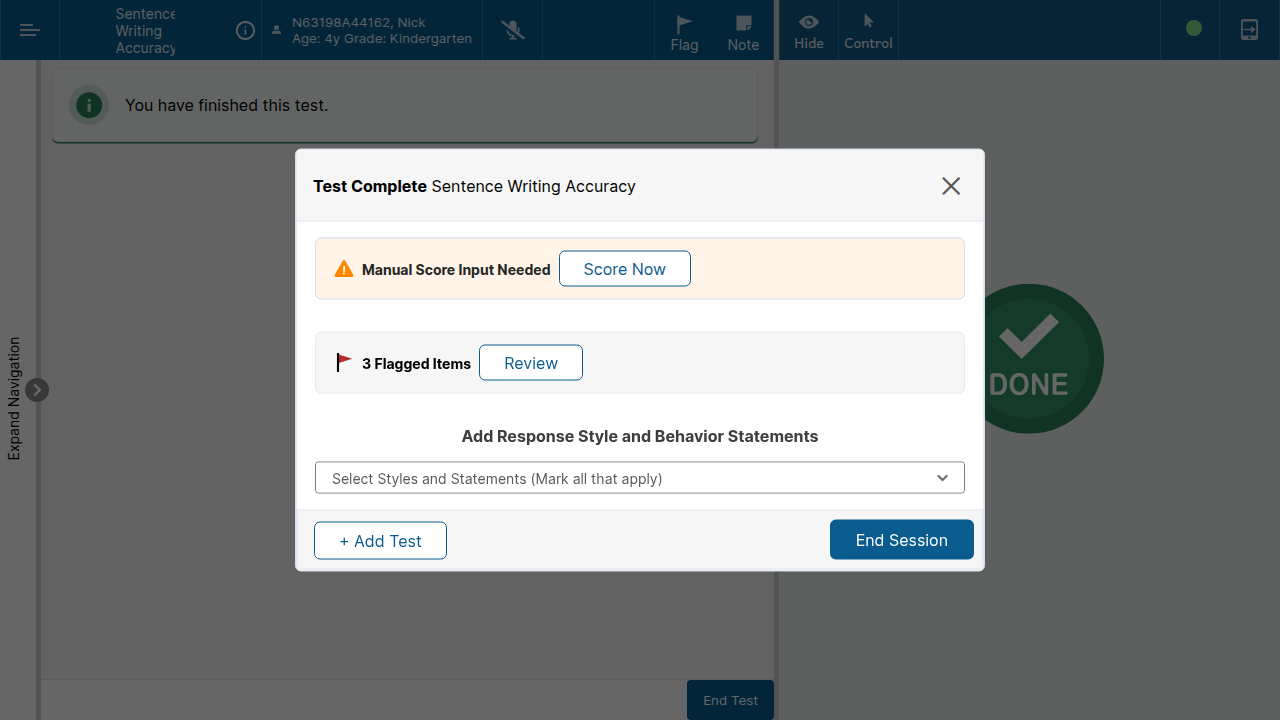 Sentence
Writing
Accuracy
N63198A44162, Nick
Age: 4y Grade: Kindergarten
Flag
Note
Hide
Control
You have finished this test.
Test Complete Sentence Writing Accuracy
Manual Score Input Needed
Score Now
3 Flagged Items
Review
Add Response Style and Behavior Statements
Select Styles and Statements (Mark all that apply)
+ Add Test
End Session
Expand Navigation
DONE
End Test